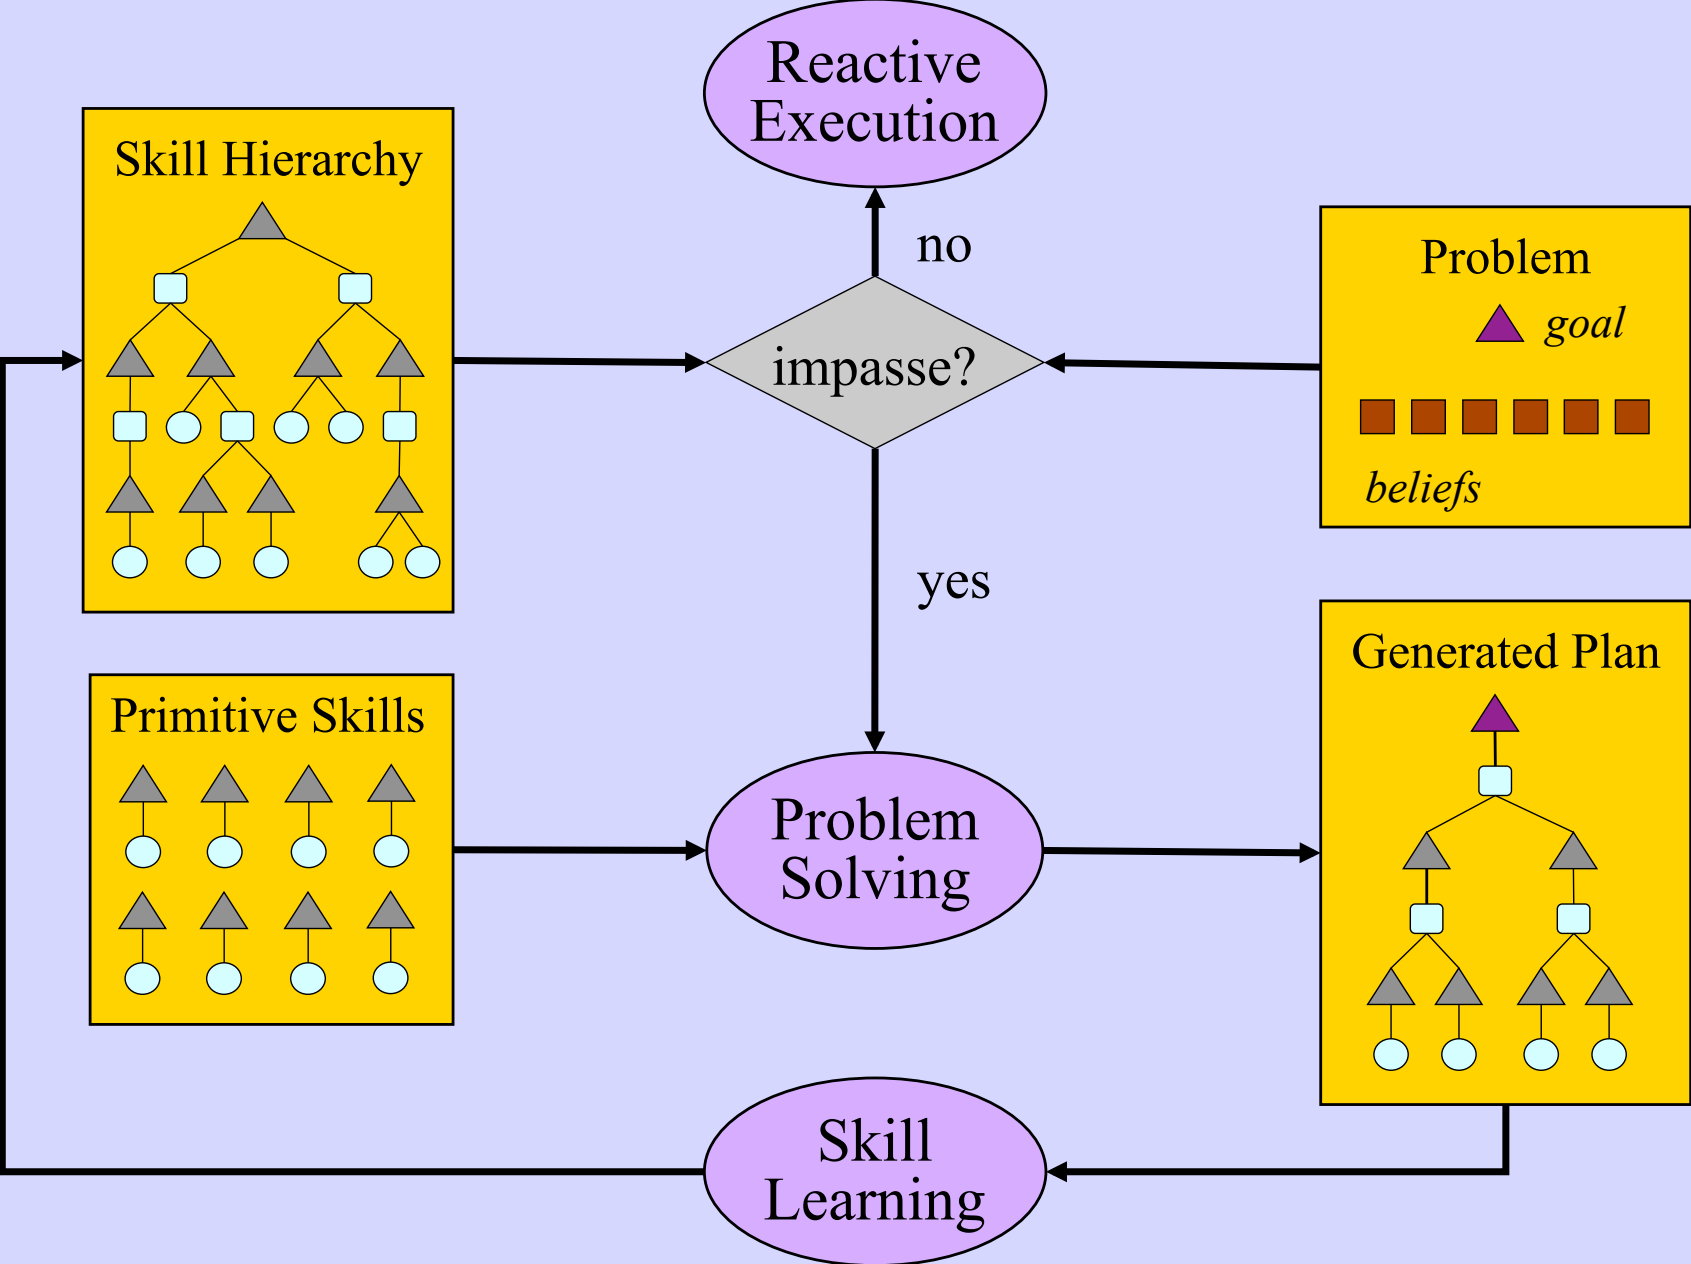 Reactive
Execution
Skill Hierarchy
no
Problem
goal
impasse?
beliefs
yes
Generated Plan
Primitive Skills
Problem
Solving
Skill
Learning